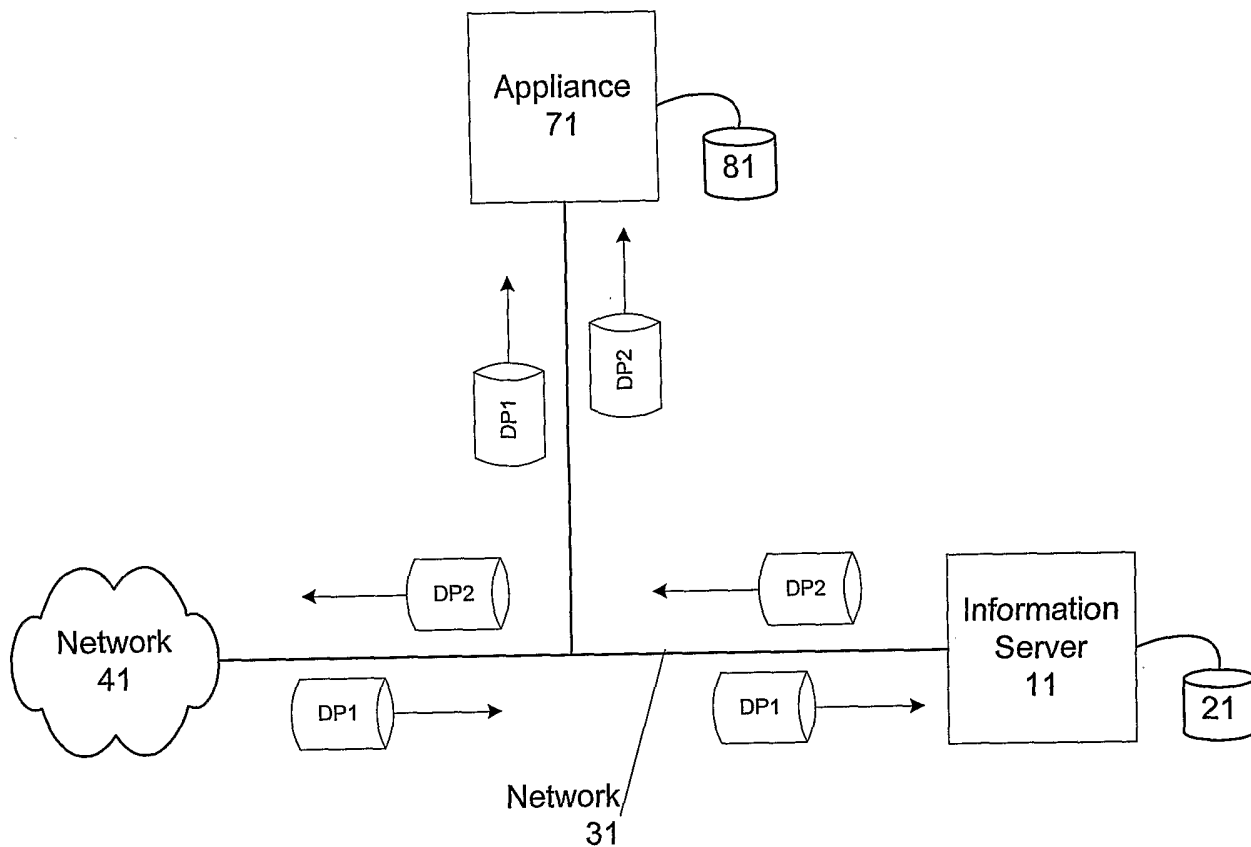 Appliance
71
81
DP1
DP2
DP2
DP2
Network
41
DP1
DP1
Information
Server
11
21
Network
31